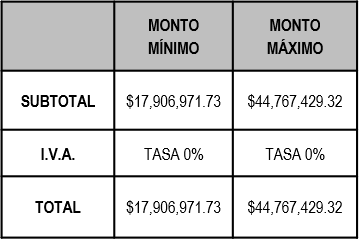 MONTO MÍNIMO MONTO MÁXIMO
SUBTOTAL $17,906,971.73 $44,767,429.32
I.V.A. TASA 0% TASA 0%
TOTAL $17,906,971.73 $44,767,429.32